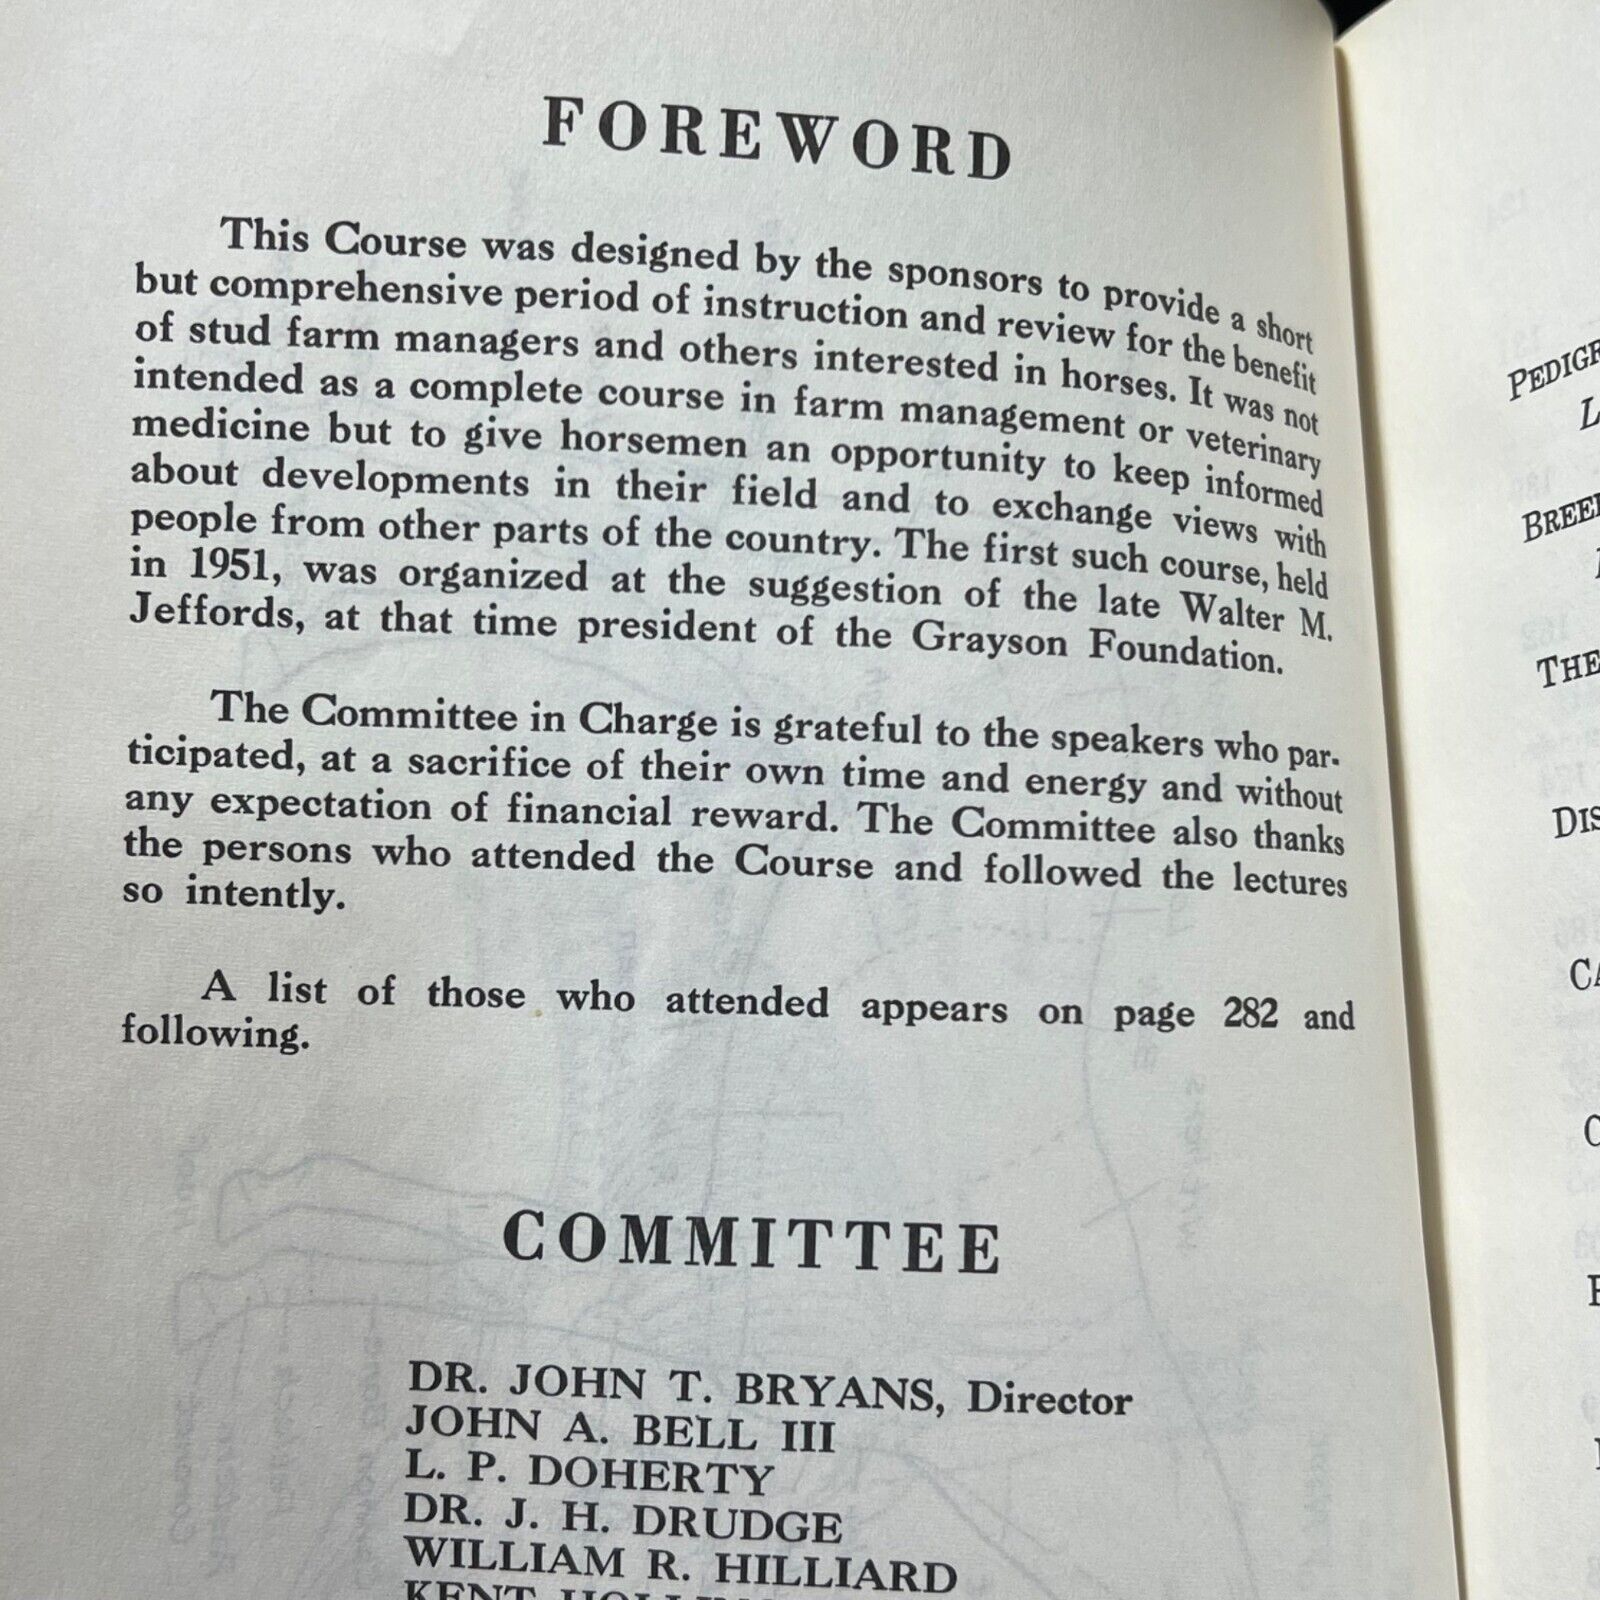 FOREWORD
This Course was designed by the sponsors to provide a short
but comprehensive period of instruction and review for the benefit
of stud farm managers and others interested in horses. It was not
intended as a complete course in farm management or veterinary
medicine but to give horsemen an opportunity to keep informed
about developments in their field and to exchange views with
people from other parts of the country. The first such course, held
in 1951, was organized at the suggestion of the late Walter M.
Jeffords, at that time president of the Grayson Foundation.
The Committee in Charge is grateful to the speakers who par-
ticipated, at a sacrifice of their own time and energy and without
any expectation of financial reward. The Committee also thanks
the persons who attended the Course and followed the lectures
so intently.
A list of those who attended appears on page 282 and
following.
COMMITTEE
DR. JOHN T. BRYANS, Director
JOHN A. BELL III
L. P. DOHERTY
DR. J. H. DRUDGE
WILLIAM R. HILLIARD
KENT
THE